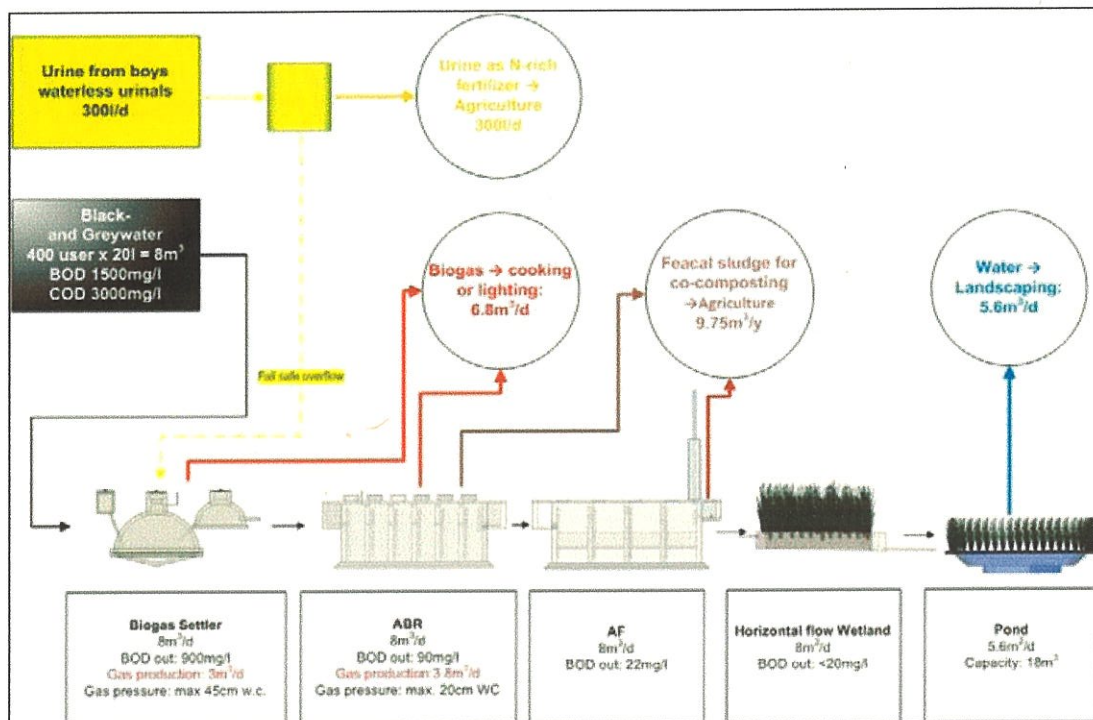 Urine from boys
waterless urinals
300l/d
Urine as N-rich
fertilizer →
Agriculture
300l/d
Black-
and Greywater
400 user x 20l = 8m³
BOD 1500mg/l
COD 3000mg/l
Biogas → cooking
or lighting:
6.8m³/d
Feacal sludge for
co-composting
→Agriculture
9.75m³/y
Water →
Landscaping:
5.6m³/d
Fail safe overflow
Biogas Settler
8m³/d
BOD out: 900mg/l
Gas production: 3m³/d
Gas pressure: max 45cm w.c.
ABR
8m³/d
BOD out: 90mg/l
Gas production 3.8m³/d
Gas pressure: max. 20cm WC
AF
8m³/d
BOD out: 22mg/l
Horizontal flow Wetland
8m³/d
BOD out: <20mg/l
Pond
5.6m³/d
Capacity: 18m³